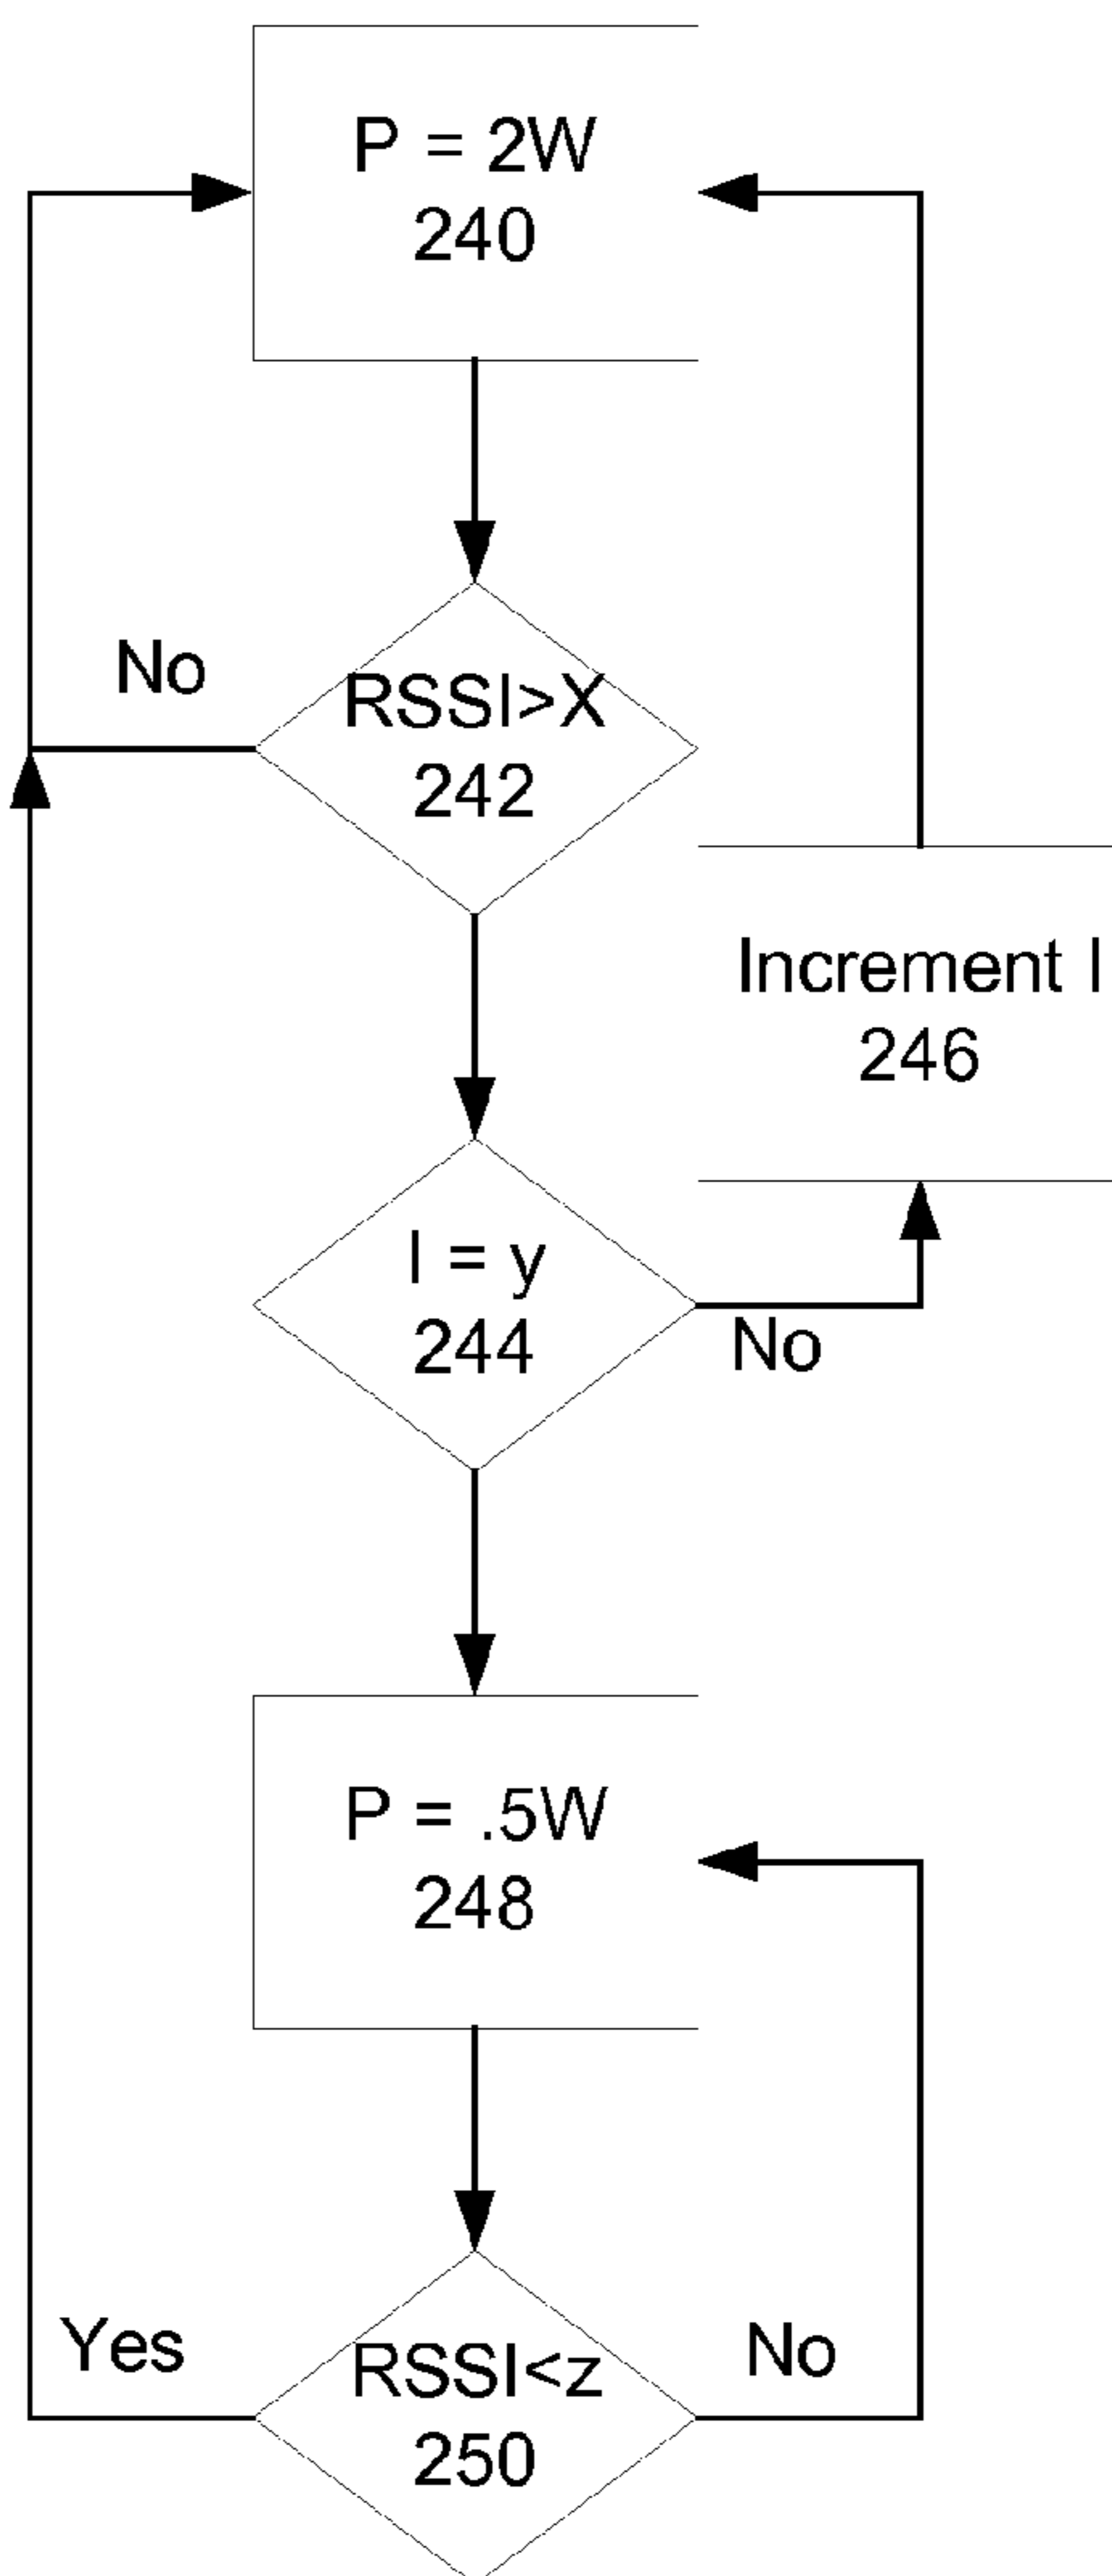 P = 2W
240
No
RSSI>X
242
Increment I
246
I = y
244
No
P = .5W
248
Yes
RSSI<z
250
No